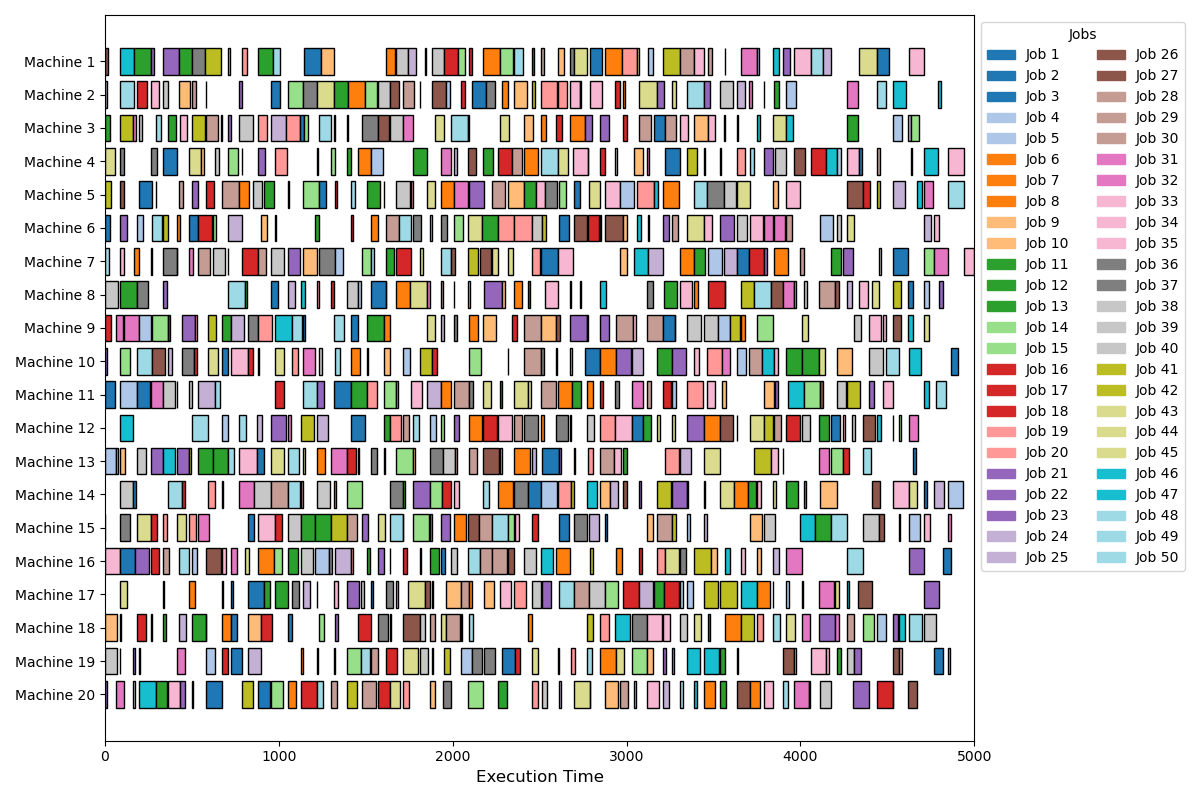 Machine 1
Machine 2
Machine 3
Machine 4
Machine 5
Machine 6
Machine 7
Machine 8
Machine 9
Machine 10
Machine 11
Machine 12
Machine 13
Machine 14
Machine 15
Machine 16
Machine 17
Machine 18
Machine 19
Machine 20
0 1000 2000 3000 4000 5000
Execution Time
Jobs
Job 1 Job 26
Job 2 Job 27
Job 3 Job 28
Job 4 Job 29
Job 5 Job 30
Job 6 Job 31
Job 7 Job 32
Job 8 Job 33
Job 9 Job 34
Job 10 Job 35
Job 11 Job 36
Job 12 Job 37
Job 13 Job 38
Job 14 Job 39
Job 15 Job 40
Job 16 Job 41
Job 17 Job 42
Job 18 Job 43
Job 19 Job 44
Job 20 Job 45
Job 21 Job 46
Job 22 Job 47
Job 23 Job 48
Job 24 Job 49
Job 25 Job 50